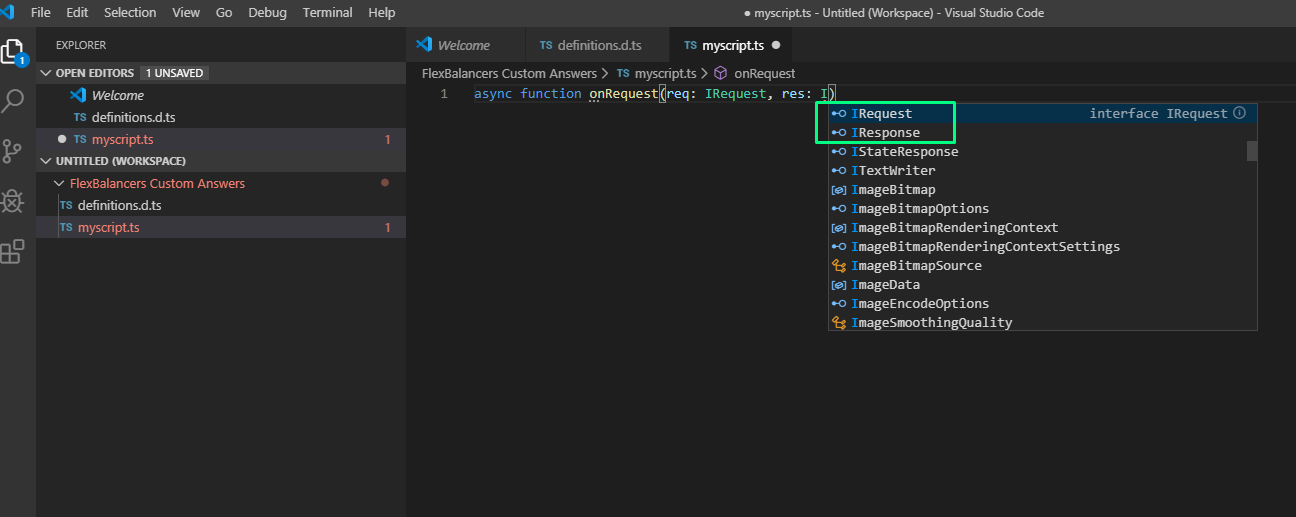 File Edit Selection View Go Debug Terminal Help
● myscript.ts - Untitled (Workspace) - Visual Studio Code
1
EXPLORER
OPEN EDITORS 1 UNSAVED
Welcome
definitions.d.ts
TS myscript.ts 1
UNTITLED (WORKSPACE)
FlexBalancers Custom Answers
TS definitions.d.ts
TS myscript.ts 1
Welcome
TS definitions.d.ts
TS myscript.ts
FlexBalancers Custom Answers > TS myscript.ts > onRequest
1 async function onRequest(req: IRequest, res: I)
IRequest interface IRequest
IResponse
IStateResponse
ITextWriter
ImageBitmap
ImageBitmapOptions
ImageBitmapRenderingContext
ImageBitmapRenderingContextSettings
ImageBitmapSource
ImageData
ImageEncodeOptions
ImageSmoothingQuality